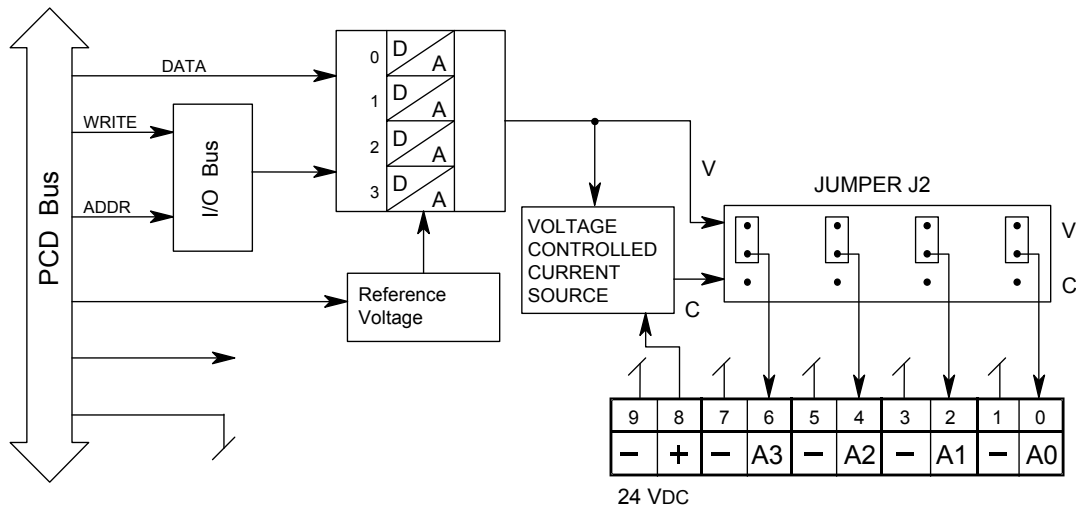 PCD Bus
DATA
WRITE
ADDR
I/O Bus
0 D A
1 D A
2 D A
3 D A
Reference
Voltage
VOLTAGE
CONTROLLED
CURRENT
SOURCE
V
C
JUMPER J2
V
C
9 8 7 6 5 4 3 2 1 0
− + − A3 − A2 − A1 − A0
24 VDC